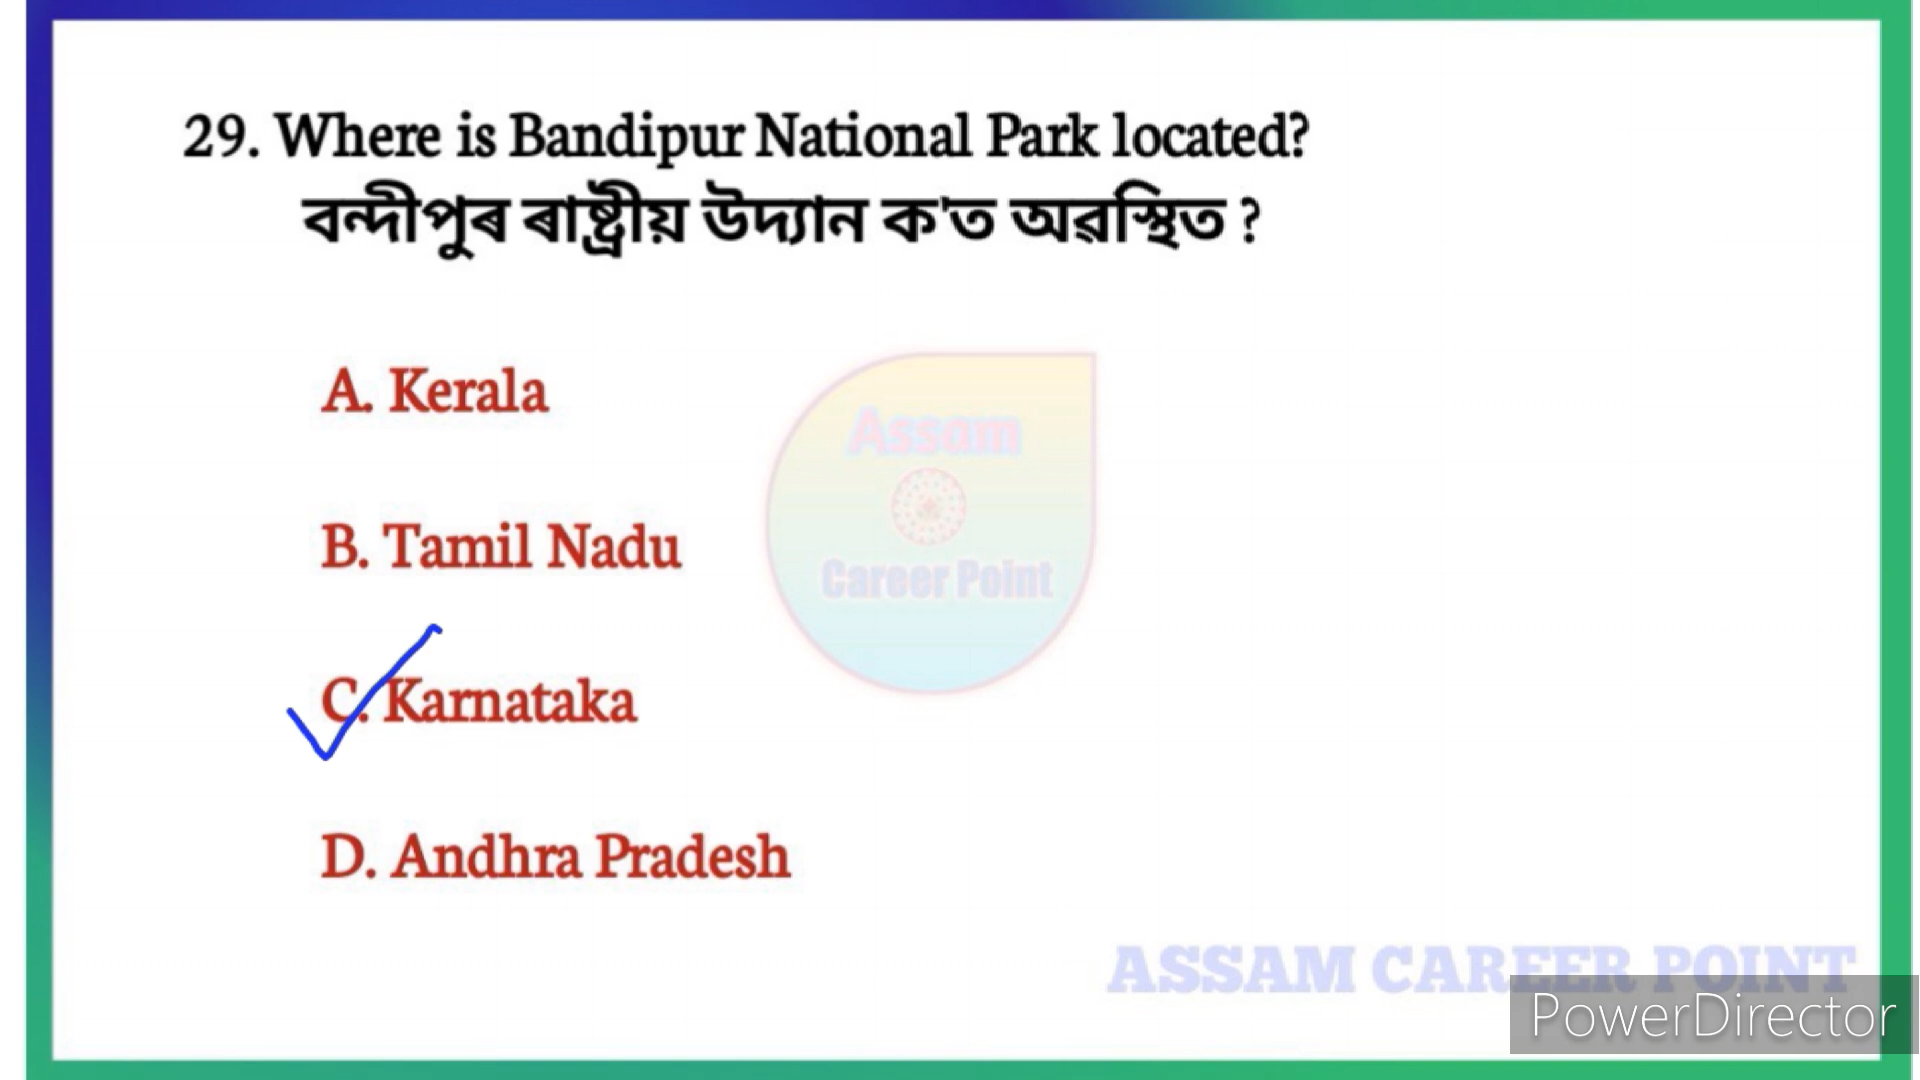 29. Where is Bandipur National Park located?
বন্দীপুৰ ৰাষ্ট্ৰীয় উদ্যান ক'ত অৱস্থিত ?
A. Kerala
B. Tamil Nadu
C. Karnataka
D. Andhra Pradesh
Assam
Career Point
ASSAM CAREER POINT
PowerDirector